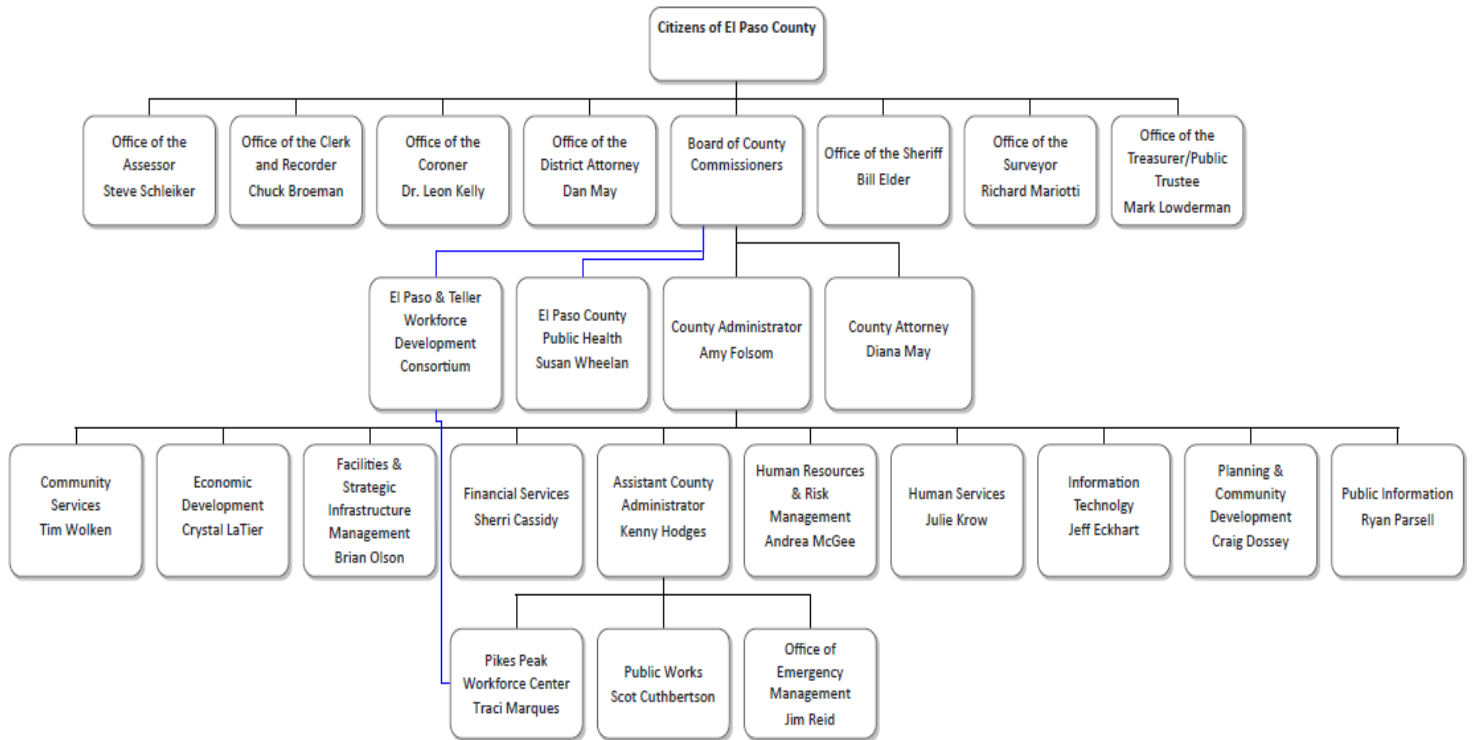 Citizens of El Paso County
Office of the
Assessor
Steve Schleiker
Office of the Clerk
and Recorder
Chuck Broeman
Office of the
Coroner
Dr. Leon Kelly
Office of the
District Attorney
Dan May
Board of County
Commissioners
Office of the Sheriff
Bill Elder
Office of the
Surveyor
Richard Mariotti
Office of the
Treasurer/Public
Trustee
Mark Lowderman
El Paso & Teller
Workforce
Development
Consortium
El Paso County
Public Health
Susan Wheelan
County Administrator
Amy Folsom
County Attorney
Diana May
Community
Services
Tim Wolken
Economic
Development
Crystal LaTier
Facilities &
Strategic
Infrastructure
Management
Brian Olson
Financial Services
Sherri Cassidy
Assistant County
Administrator
Kenny Hodges
Human Resources
& Risk
Management
Andrea McGee
Human Services
Julie Krow
Information
Technolgy
Jeff Eckhart
Planning &
Community
Development
Craig Dossey
Public Information
Ryan Parsell
Pikes Peak
Workforce Center
Traci Marques
Public Works
Scot Cuthbertson
Office of
Emergency
Management
Jim Reid